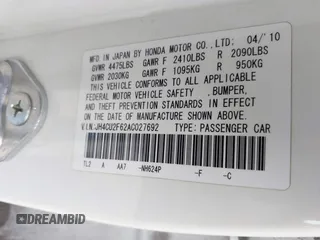 MFD. IN JAPAN BY HONDA MOTOR CO., LTD. 04/'10
GVWR 4475LBS GAWR F 2410LBS R 2090LBS
GVWR 2030KG GAWR F 1095KG R 950KG
THIS VEHICLE CONFORMS TO ALL APPLICABLE
FEDERAL MOTOR VEHICLE SAFETY, BUMPER,
AND THEFT PREVENTION STANDARDS IN EFFECT
ON THE DATE OF MANUFACTURE SHOWN ABOVE.
V.I.N. JH4CU2F62AC027692 TYPE: PASSENGER CAR
TL2 A AA7 -NH624P -F -C
DREAMBID